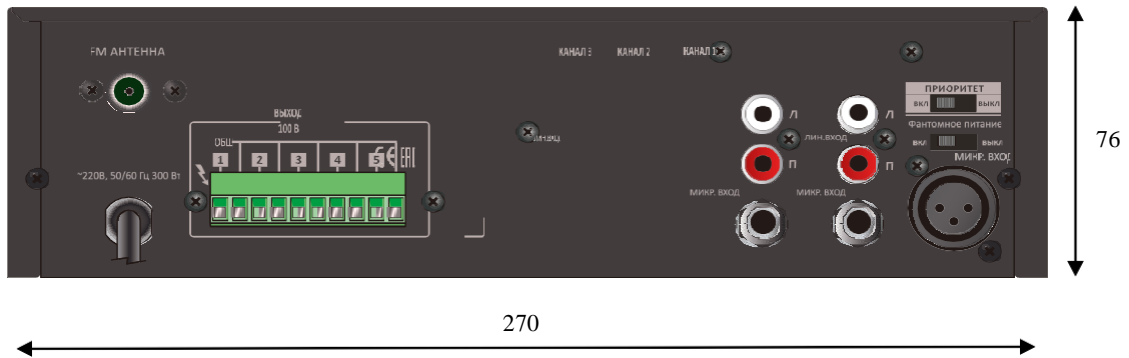 FM АНТЕННА
КАНАЛ 3 КАНАЛ 2 КАНАЛ 1
ПРИОРИТЕТ
вкл выкл
Фантомное питание
вкл выкл
МИКР. ВХОД
Л Л
ЛИН.ВХОД
П П
МИКР. ВХОД МИКР. ВХОД
ВЫХОД
100 В
ОБЩ
1 2 3 4 5 CE EAC
~220В, 50/60 Гц 300 Вт
76
270